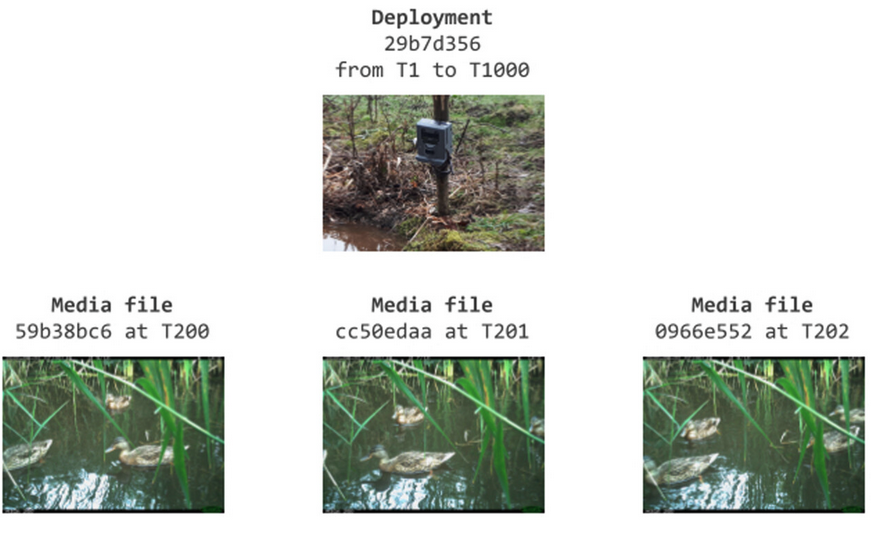 Deployment
29b7d356
from T1 to T1000
Media file
59b38bc6 at T200
Media file
cc50edaa at T201
Media file
0966e552 at T202